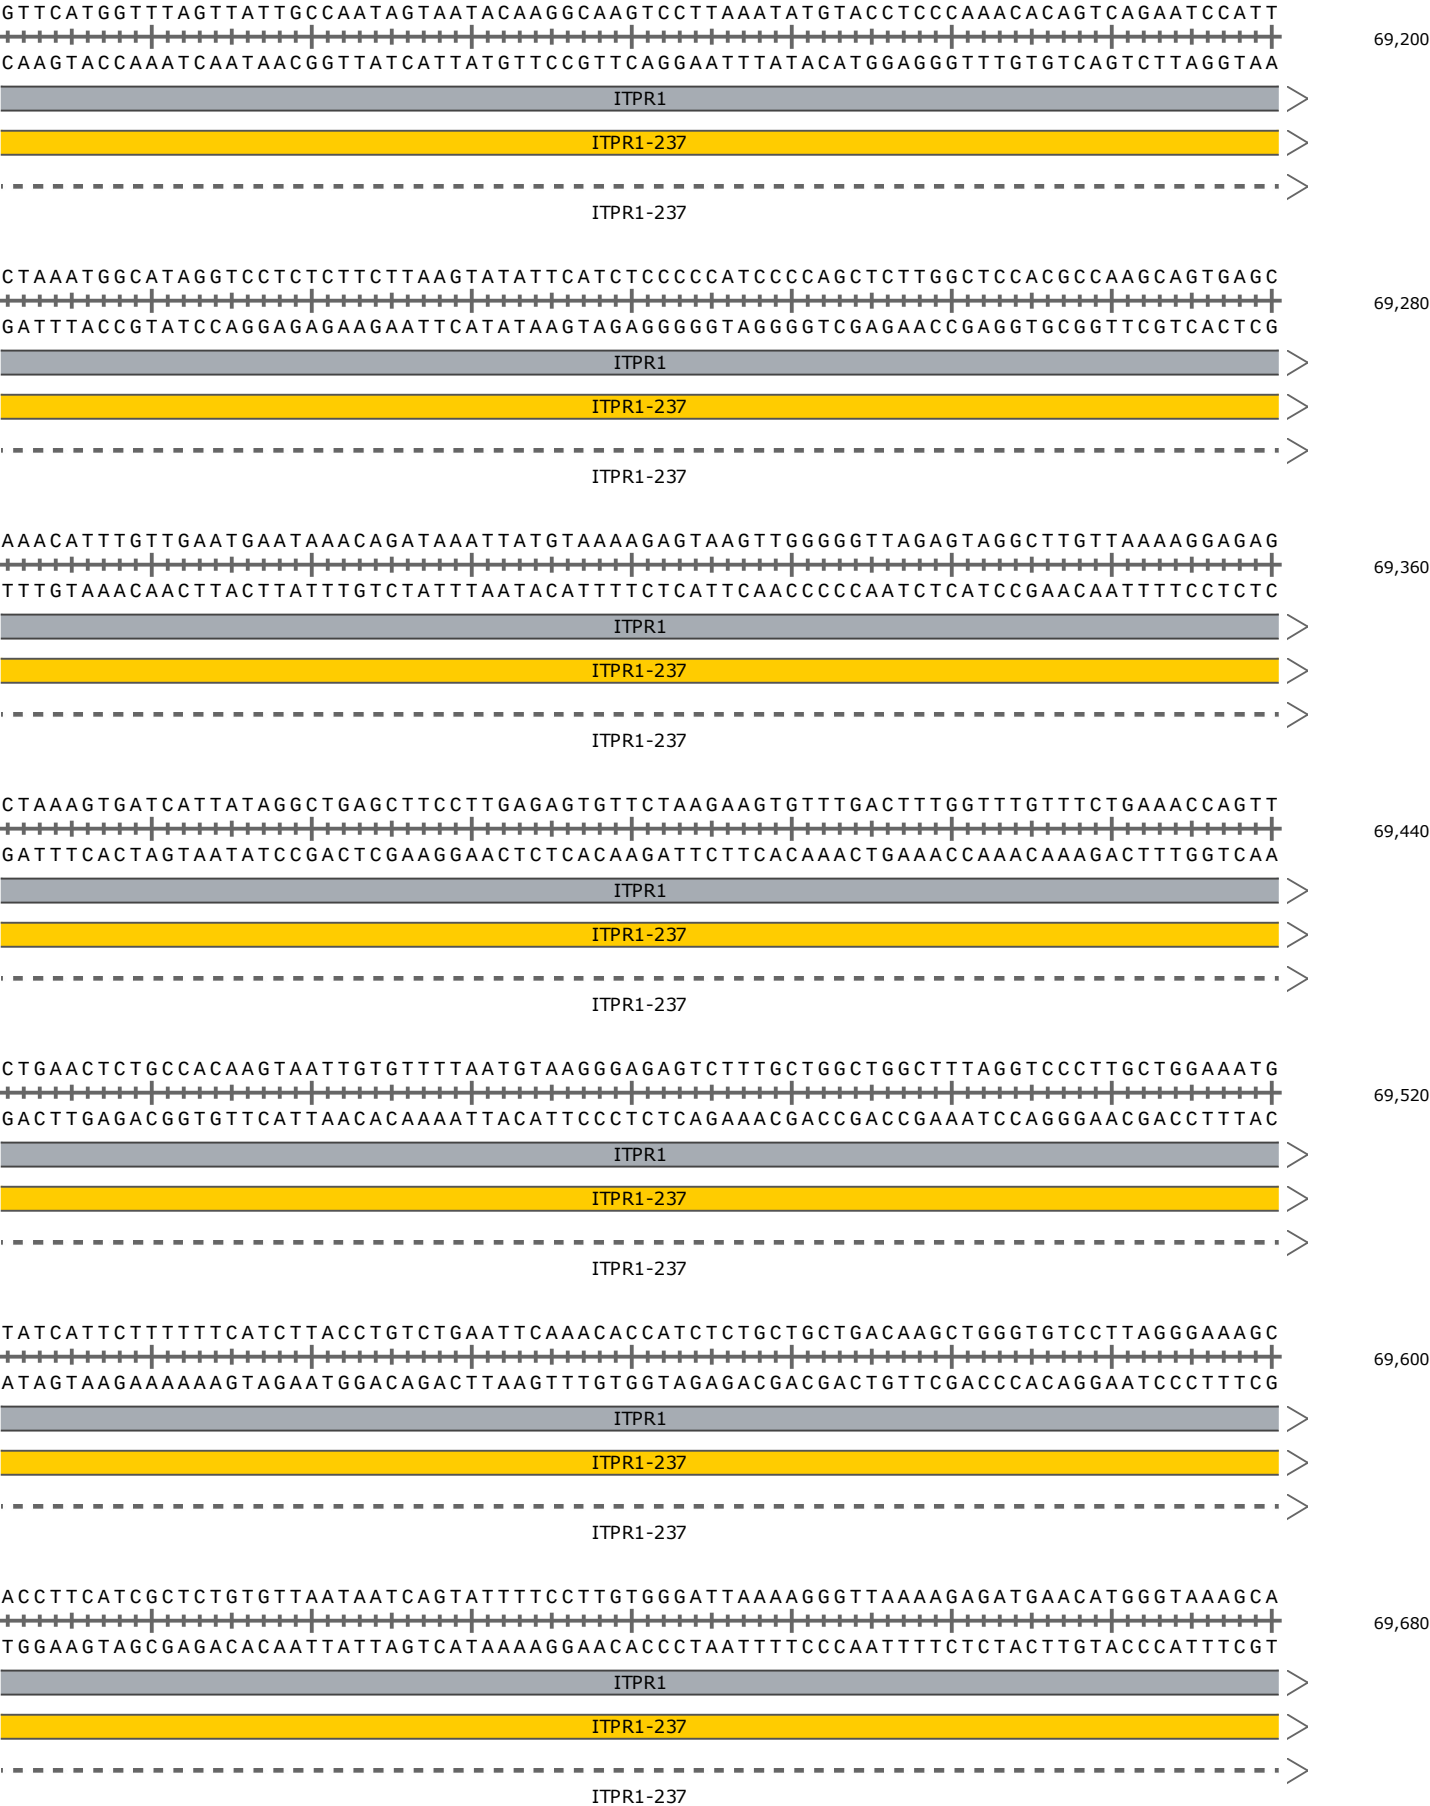 GTTCATGGTTTAGTTATTGCCAATAGTAATACAAGGCAAGTCCTTAAATATGTACCTCCCAAACACAGTCAGAATCCATT
69,200
CAAGTACCAAATCAATAACGGTTATCATTATGTTCCGTTCAGGAATTTATACATGGAGGGTTTGTGTCAGTCTTAGGTAA
ITPR1
ITPR1-237
ITPR1-237
CTAAATGGCATAGGTCCTCTCTTCTTAAGTATATTCATCTCCCCCATCCCCAGCTCTTGGCTCCACGCCAAGCAGTGAGC
69,280
GATTTACCGTATCCAGGAGAGAAGAATTCATATAAGTAGAGGGGGTAGGGGTCGAGAACCGAGGTGCGGTTCGTCACTCG
ITPR1
ITPR1-237
ITPR1-237
AAACATTTGTTGAATGAATAAACAGATAAATTATGTAAAAGAGTAAGTTGGGGGTTAGAGTAGGCTTGTTAAAAGGAGAG
69,360
TTTGTAAACAACTTACTTATTTGTCTATTTAATACATTTTCTCATTCAACCCCCAATCTCATCCGAACAATTTTCCTCTC
ITPR1
ITPR1-237
ITPR1-237
CTAAAGTGATCATTATAGGCTGAGCTTCCTTGAGAGTGTTCTAAGAAGTGTTTGACTTTGGTTTGTTTCTGAAACCAGTT
69,440
GATTTCACTAGTAATATCCGACTCGAAGGAACTCTCACAAGATTCTTCACAAACTGAAACCAAACAAAGACTTTGGTCAA
ITPR1
ITPR1-237
ITPR1-237
CTGAACTCTGCCACAAGTAATTGTGTTTTAATGTAAGGGAGAGTCTTTGCTGGCTGGCTTTAGGTCCCTTGCTGGAAATG
69,520
GACTTGAGACGGTGTTCATTAACACAAAATTACATTCCCTCTCAGAAACGACCGACCGAAATCCAGGGAACGACCTTTAC
ITPR1
ITPR1-237
ITPR1-237
TATCATTCTTTTTTCATCTTACCTGTCTGAATTCAAACACCATCTCTGCTGCTGACAAGCTGGGTGTCCTTAGGGAAAGC
69,600
ATAGTAAGAAAAAAGTAGAATGGACAGACTTAAGTTTGTGGTAGAGACGACGACTGTTCGACCCACAGGAATCCCTTTCG
ITPR1
ITPR1-237
ITPR1-237
ACCTTCATCGCTCTGTGTTAATAATCAGTATTTTCCTTGTGGGATTAAAAGGGTTAAAAGAGATGAACATGGGTAAAGCA
69,680
TGGAAGTAGCGAGACACAATTATTAGTCATAAAAGGAACACCCTAATTTTCCCAATTTTCTCTACTTGTACCCATTTCGT
ITPR1
ITPR1-237
ITPR1-237